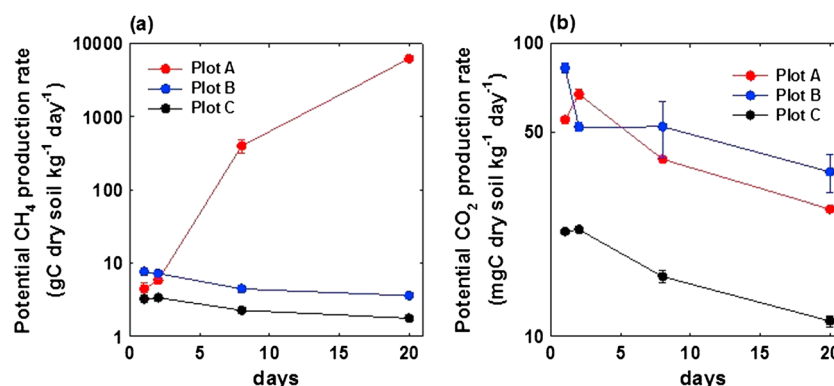 (a)
Potential CH4 production rate
(gC dry soil kg-1 day-1)
10000
1000
100
10
1
Plot A
Plot B
Plot C
0
5
10
15
20
days
(b)
Potential CO2 production rate
(mgC dry soil kg-1 day-1)
100
50
10
Plot A
Plot B
Plot C
0
5
10
15
20
days